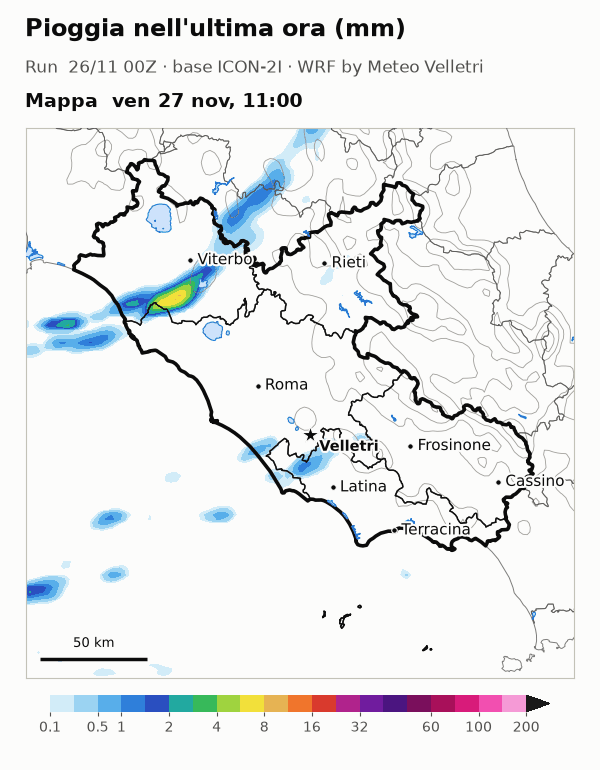 Pioggia nell'ultima ora (mm)
Run  26/11 00Z · base ICON-2I · WRF by Meteo Velletri
Mappa  ven 27 nov, 11:00
Viterbo
Rieti
Roma
Velletri
Frosinone
Cassino
Latina
Terracina
50 km
0.1 0.5 1 2 4 8 16 32 60 100 200